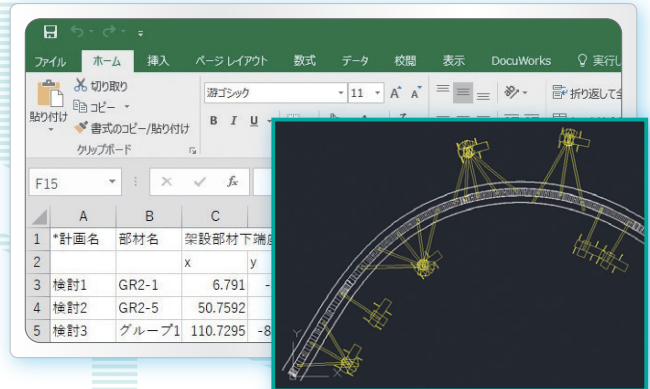 ファイル ホーム 挿入 ページ レイアウト 数式 データ 校閲 表示 DocuWorks 実行し
切り取り
コピー
書式のコピー/貼り付け
貼り付け
クリップボード
游ゴシック 11 A A
B I U
折り返して全
F15 fx
A B C
1 *計画名 部材名 架設部材下端座
2 x y
3 検討1 GR2-1 6.791 -
4 検討2 GR2-5 50.7592
5 検討3 グループ1 110.7295 -8
Y
X